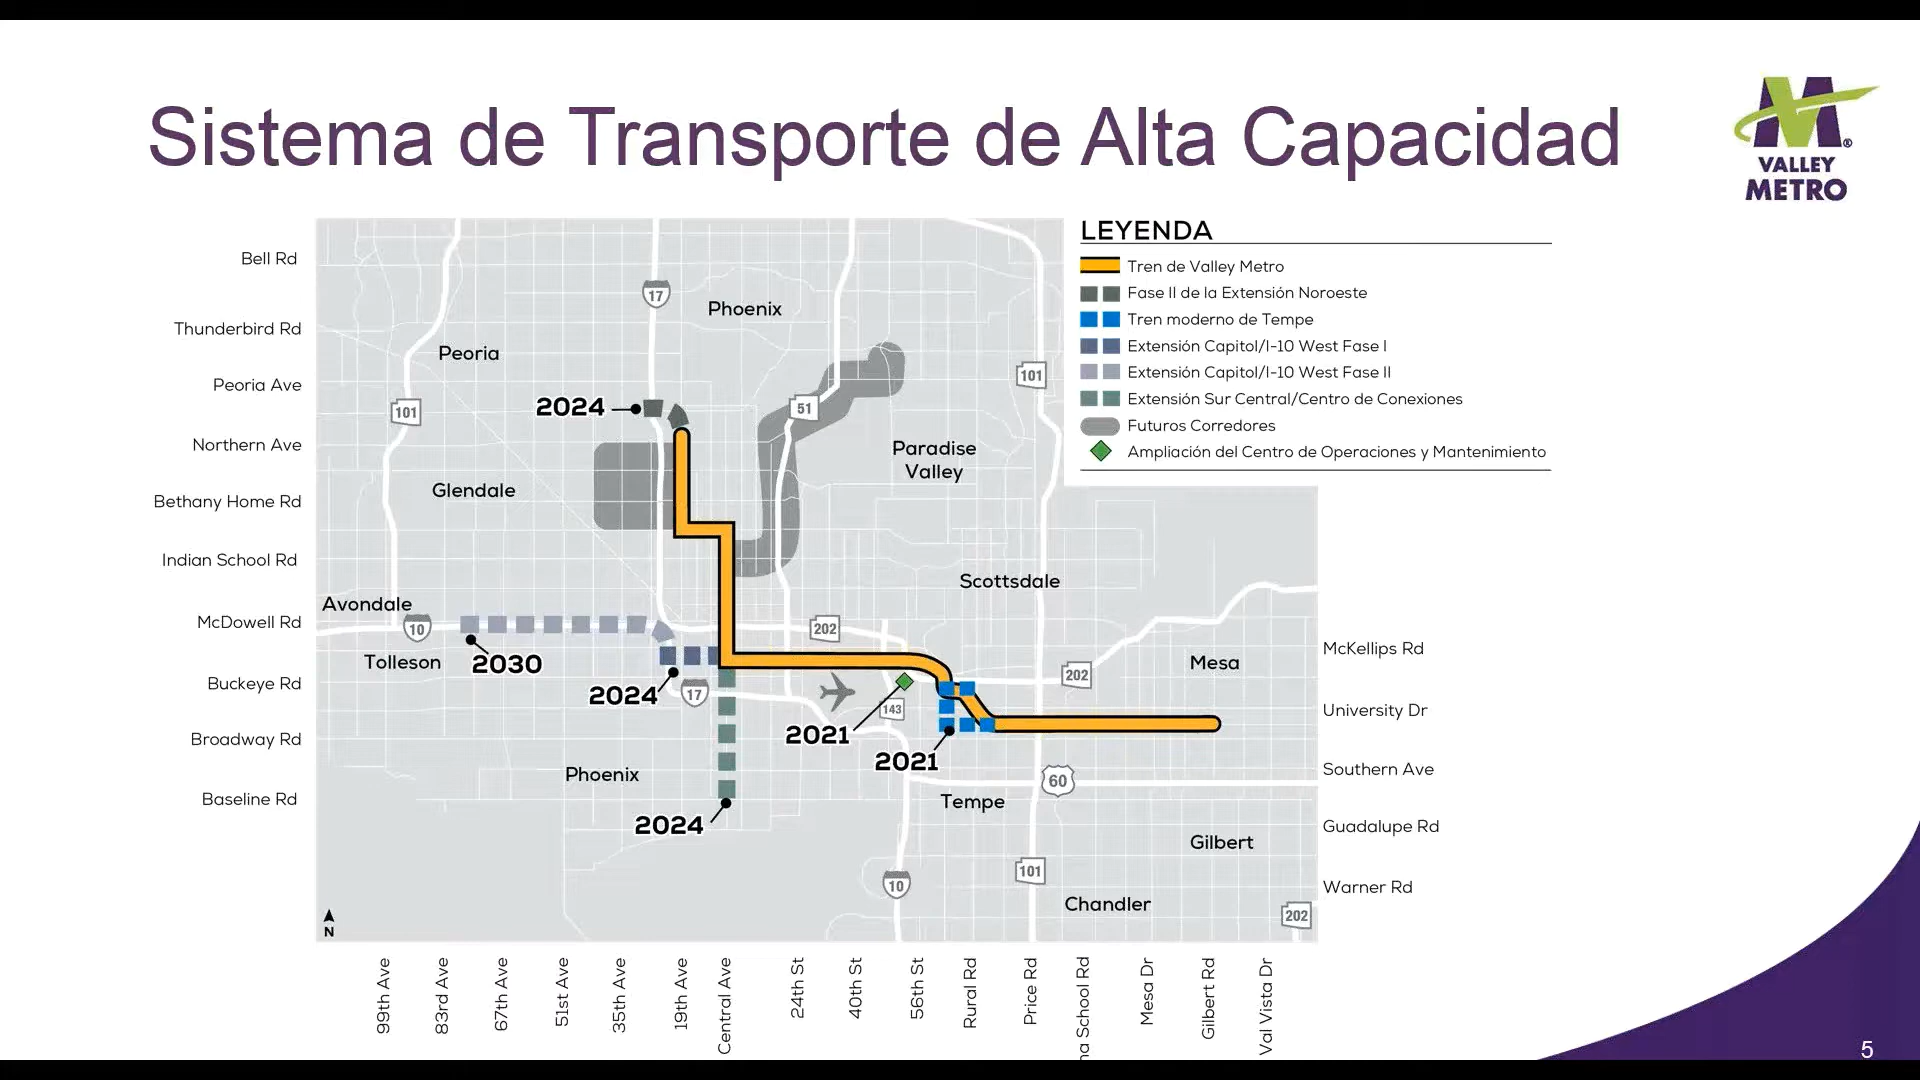 Sistema de Transporte de Alta Capacidad
VALLEY
METRO
LEYENDA
Tren de Valley Metro
Fase II de la Extensión Noroeste
Tren moderno de Tempe
Extensión Capitol/I-10 West Fase I
Extensión Capitol/I-10 West Fase II
Extensión Sur Central/Centro de Conexiones
Futuros Corredores
Ampliación del Centro de Operaciones y Mantenimiento
Bell Rd
Thunderbird Rd
Peoria Ave
Northern Ave
Bethany Home Rd
Indian School Rd
McDowell Rd
Buckeye Rd
Broadway Rd
Baseline Rd
17
Phoenix
Peoria
101
2024
101
51
Paradise
Valley
Glendale
Scottsdale
Avondale
10
202
Tolleson
2030
Mesa
202
2024
17
143
2021
2021
Phoenix
60
Tempe
2024
Gilbert
101
10
Chandler
202
N
McKellips Rd
University Dr
Southern Ave
Guadalupe Rd
Warner Rd
99th Ave
83rd Ave
67th Ave
51st Ave
35th Ave
19th Ave
Central Ave
24th St
40th St
56th St
Rural Rd
Price Rd
School Rd
Mesa Dr
Gilbert Rd
Val Vista Dr
5